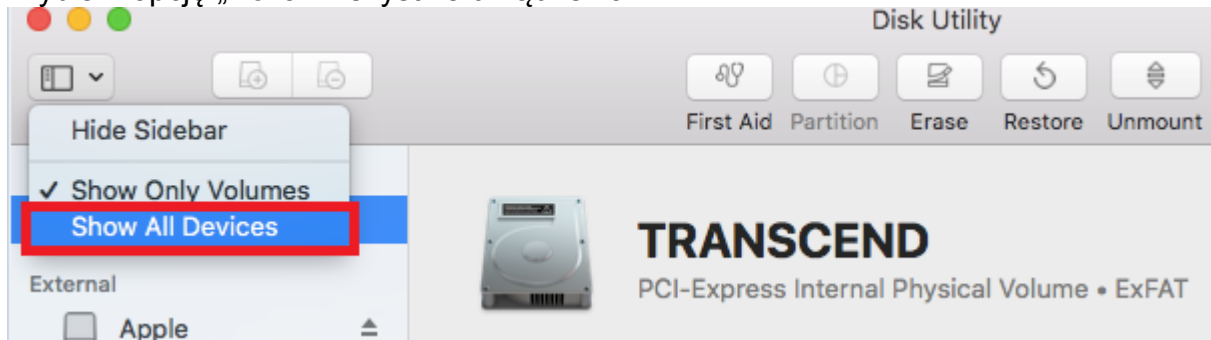 Disk Utility
First Aid Partition Erase Restore Unmount
Hide Sidebar
✓ Show Only Volumes
Show All Devices
External
Apple
TRANSCEND
PCI-Express Internal Physical Volume • ExFAT